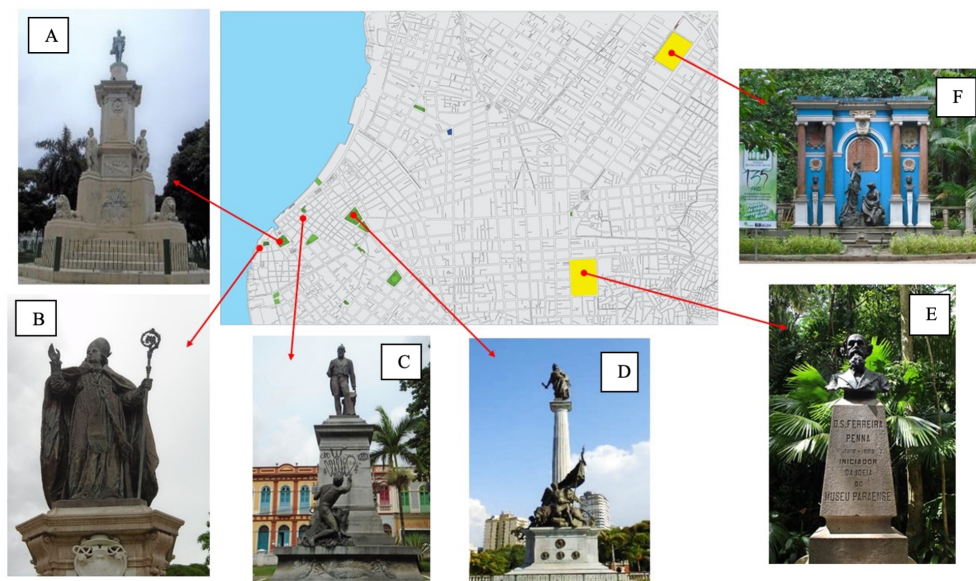 A
B
C
D
E
F
135
D.S. FERREIRA
PENNA
INICIADOR
DA IDEIA
DO
MUSEU PARAENSE